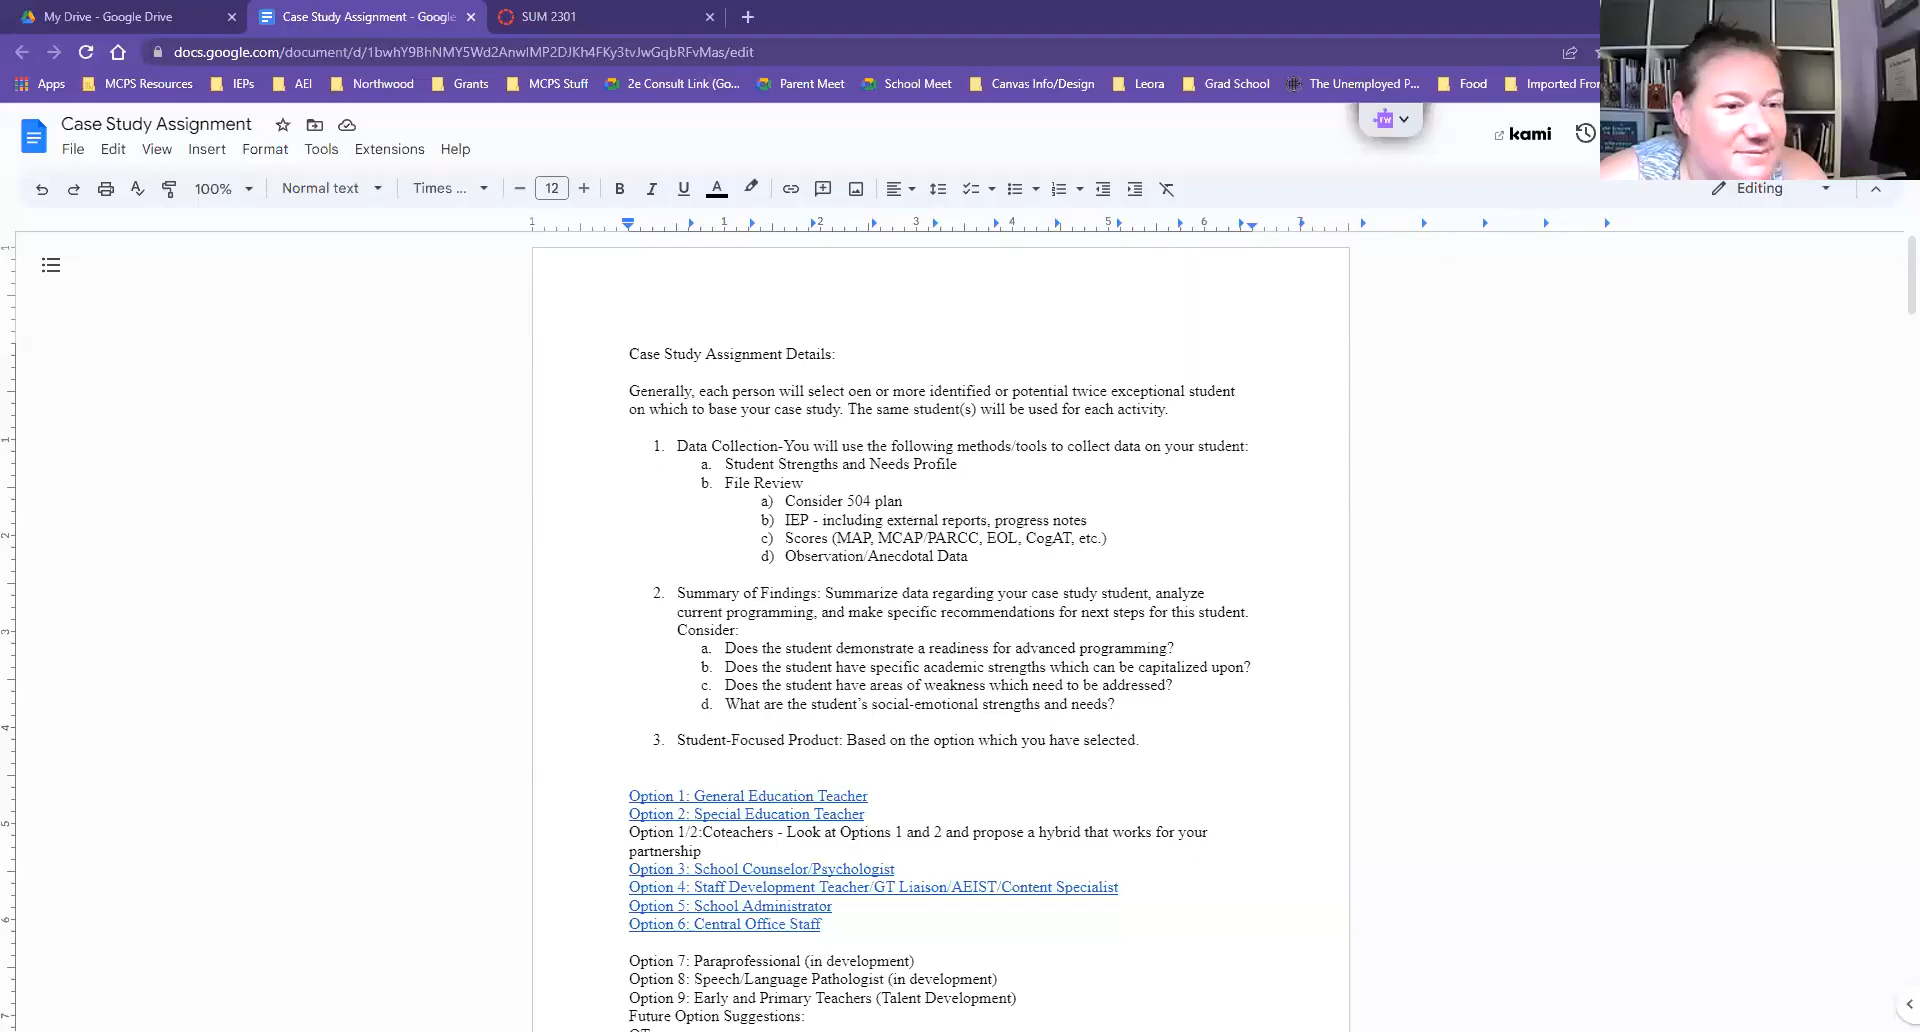 My Drive - Google Drive
Case Study Assignment - Google
SUM 2301
docs.google.com/document/d/1bwhY9BhNMY5Wd2AnwIMP2DJKh4FKy3tvJwGqbRFvMas/edit
Apps MCPS Resources IEPs AEI Northwood Grants MCPS Stuff 2e Consult Link (Go... Parent Meet School Meet Canvas Info/Design Leora Grad School The Unemployed P... Food Imported Fro
Case Study Assignment
rw
kami
File Edit View Insert Format Tools Extensions Help
100% Normal text Times ... 12 B I U A Editing
1 1 2 3 4 5 6 7
Case Study Assignment Details:
Generally, each person will select oen or more identified or potential twice exceptional student
on which to base your case study. The same student(s) will be used for each activity.
1. Data Collection-You will use the following methods/tools to collect data on your student:
a. Student Strengths and Needs Profile
b. File Review
a) Consider 504 plan
b) IEP - including external reports, progress notes
c) Scores (MAP, MCAP/PARCC, EOL, CogAT, etc.)
d) Observation/Anecdotal Data
2. Summary of Findings: Summarize data regarding your case study student, analyze
current programming, and make specific recommendations for next steps for this student.
Consider:
a. Does the student demonstrate a readiness for advanced programming?
b. Does the student have specific academic strengths which can be capitalized upon?
c. Does the student have areas of weakness which need to be addressed?
d. What are the student’s social-emotional strengths and needs?
3. Student-Focused Product: Based on the option which you have selected.
Option 1: General Education Teacher
Option 2: Special Education Teacher
Option 1/2:Coteachers - Look at Options 1 and 2 and propose a hybrid that works for your
partnership
Option 3: School Counselor/Psychologist
Option 4: Staff Development Teacher/GT Liaison/AEIST/Content Specialist
Option 5: School Administrator
Option 6: Central Office Staff
Option 7: Paraprofessional (in development)
Option 8: Speech/Language Pathologist (in development)
Option 9: Early and Primary Teachers (Talent Development)
Future Option Suggestions: